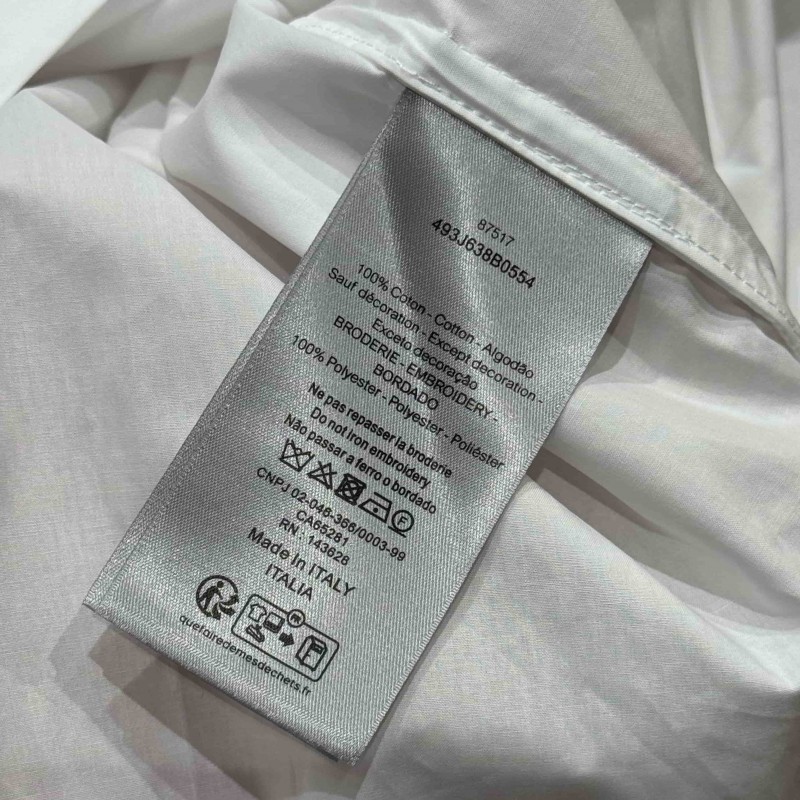 B7517
493J638B0554
100% Coton - Cotton - Algodão
Sauf décoration - Except decoration -
Exceto decoração
BRODERIE - EMBROIDERY -
BORDADO
100% Polyester - Polyester - Poliéster
Ne pas repasser la broderie
Do not iron embroidery
Não passar a ferro o bordado
F
CNPJ 02-046-366/0003-99
CA65281
RN : 143628
Made In ITALY
ITALIA
FR
quefairedemesdechets.fr